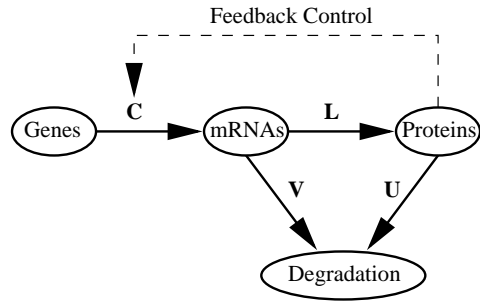 Feedback Control
C
L
Genes
mRNAs
Proteins
V
U
Degradation